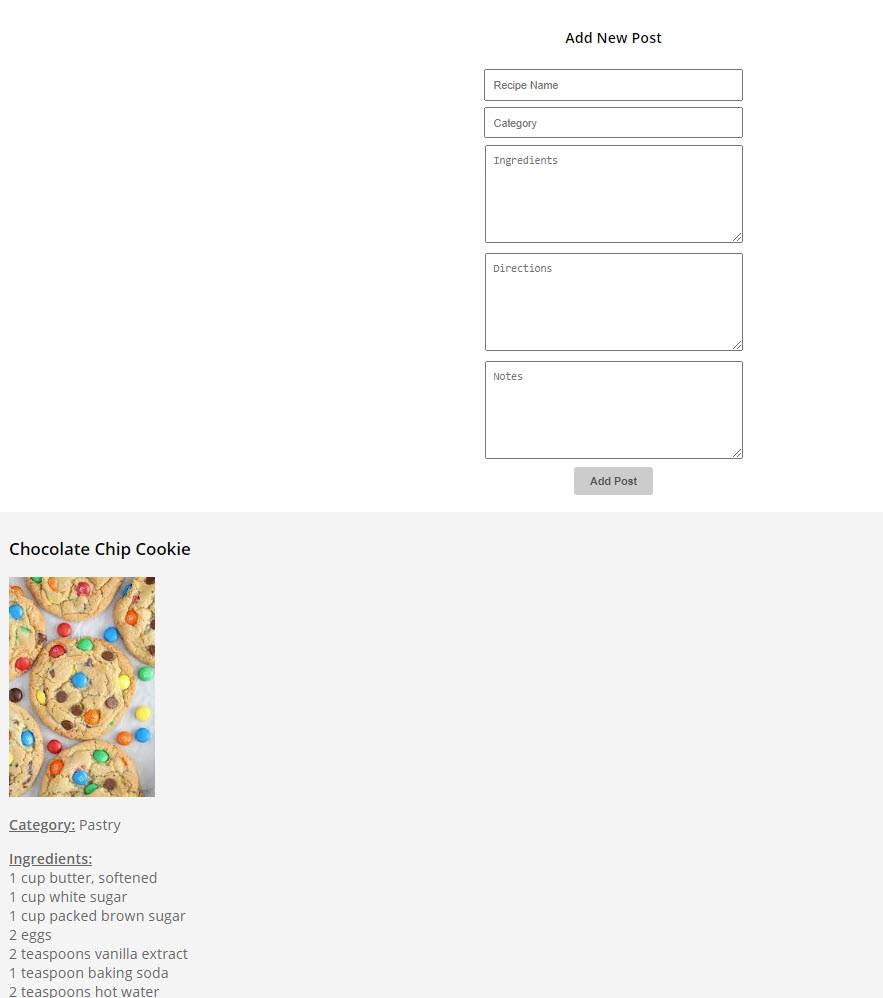 Add New Post
Recipe Name
Category
Ingredients
Directions
Notes
Add Post
Chocolate Chip Cookie
Category: Pastry
Ingredients:
1 cup butter, softened
1 cup white sugar
1 cup packed brown sugar
2 eggs
2 teaspoons vanilla extract
1 teaspoon baking soda
2 teaspoons hot water